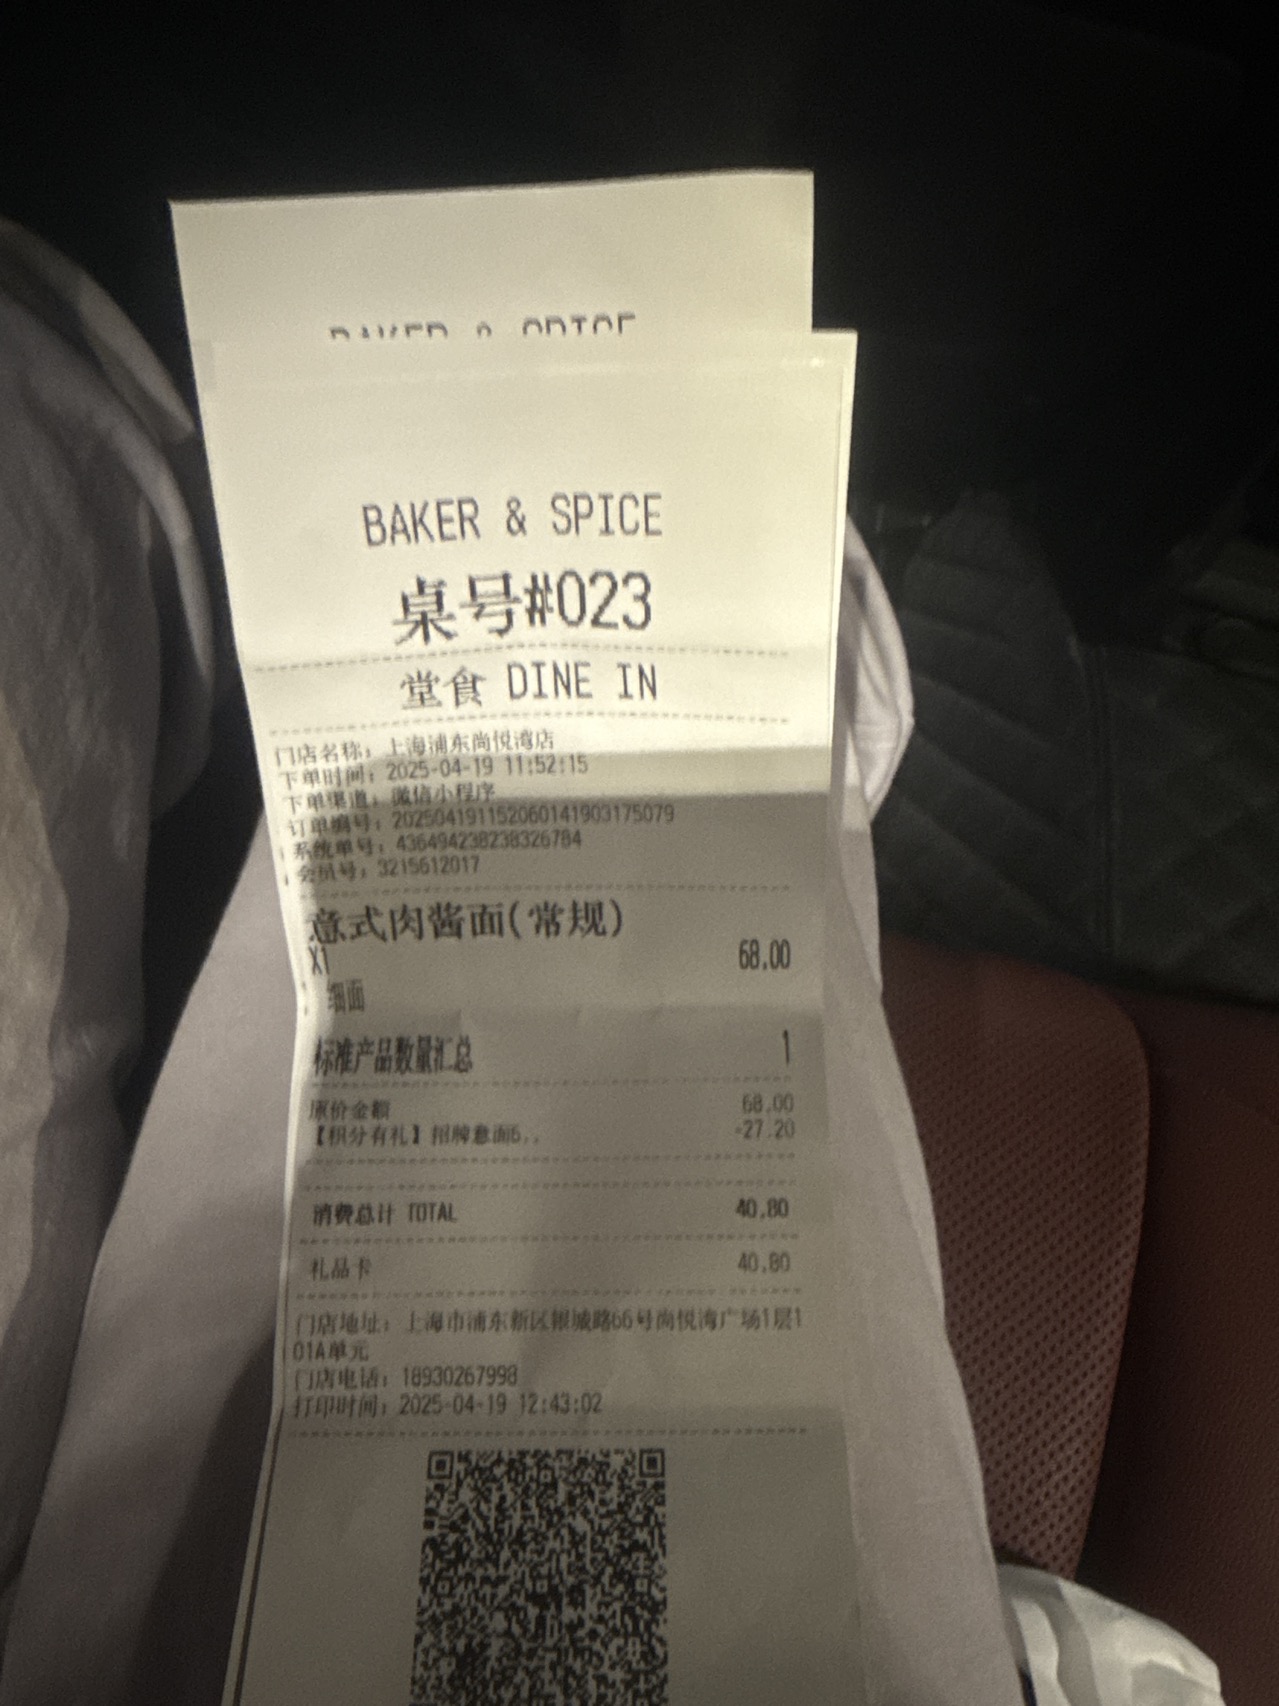 BAKER & SPICE
BAKER & SPICE
桌号#023
堂食 DINE IN
门店名称：上海浦东尚悦湾店
下单时间：2025-04-19 11:52:15
下单渠道：微信小程序
订单编号：202504191152060141903175079
系统单号：436494238238326784
会员号：3215612017
意式肉酱面(常规)
X1 68.00
细面
标准产品数量汇总 1
原价金额 68.00
【积分有礼】招牌意面6.. -27.20
消费总计 TOTAL 40.80
礼品卡 40.80
门店地址：上海市浦东新区银城路66号尚悦湾广场1层1
01A单元
门店电话：18930267998
打印时间：2025-04-19 12:43:02